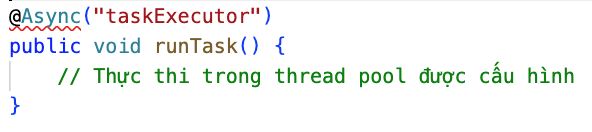 @Async("taskExecutor")
public void runTask() {
    // Thực thi trong thread pool được cấu hình
}